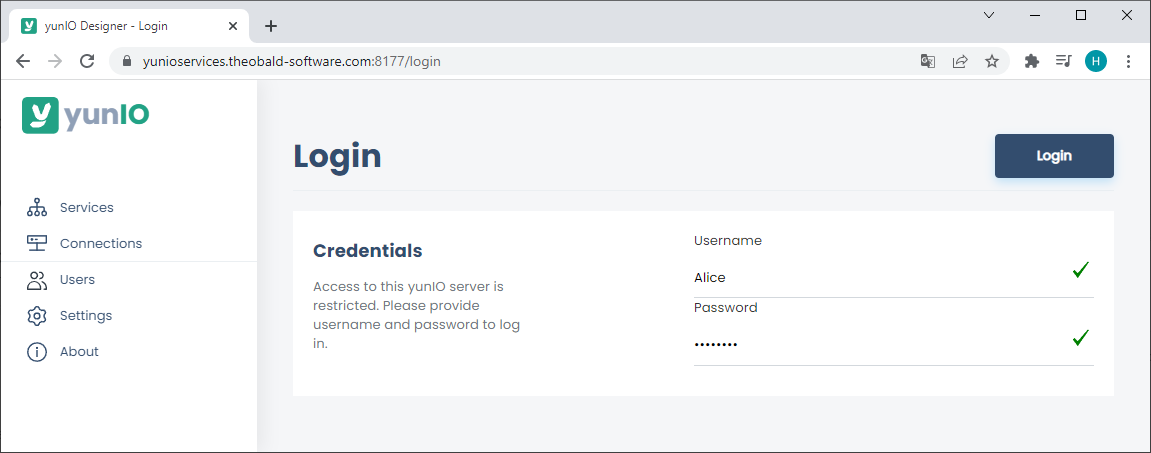 yunIO Designer - Login
yunioservices.theobald-software.com:8177/login
H
yunIO
Services
Connections
Users
Settings
About
Login
Login
Credentials
Access to this yunIO server is
restricted. Please provide
username and password to log
in.
Username
Alice
Password
••••••••